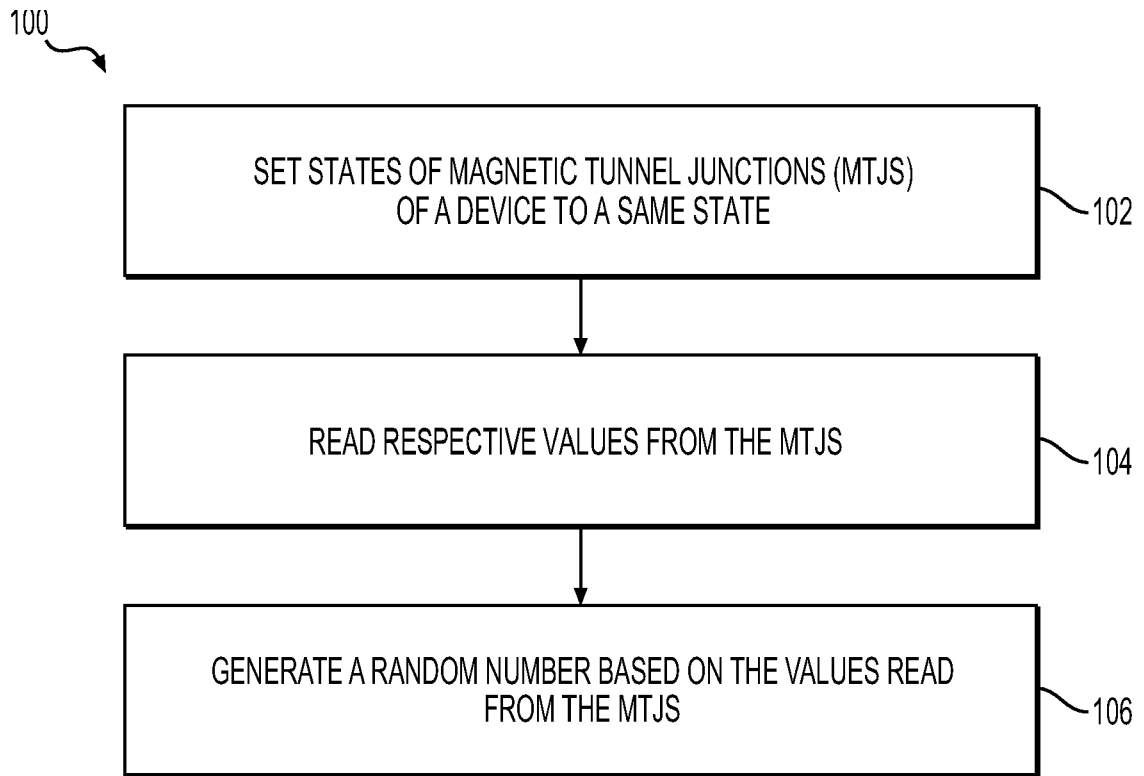 100
SET STATES OF MAGNETIC TUNNEL JUNCTIONS (MTJS)
OF A DEVICE TO A SAME STATE
102
READ RESPECTIVE VALUES FROM THE MTJS
104
GENERATE A RANDOM NUMBER BASED ON THE VALUES READ
FROM THE MTJS
106